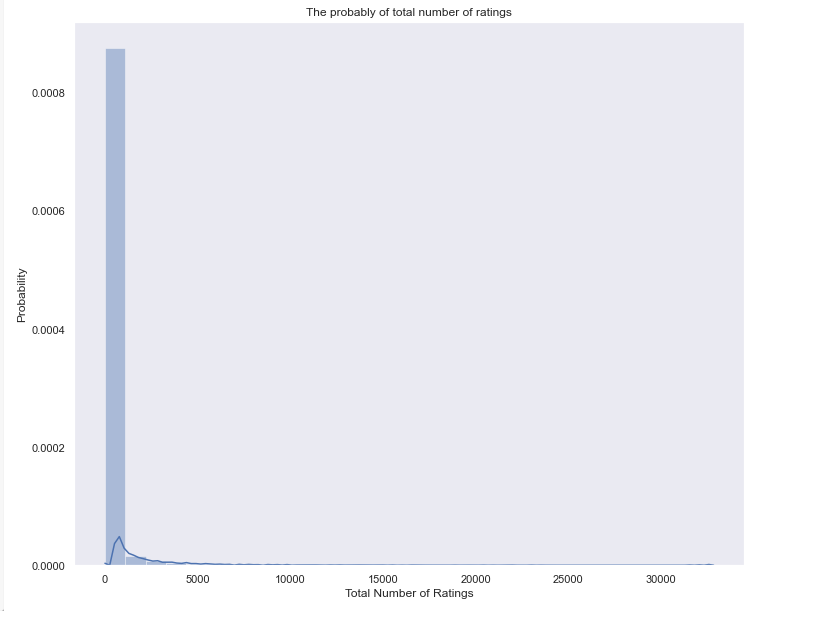 The probably of total number of ratings
0.0008
0.0006
0.0004
0.0002
0.0000
Probability
0 5000 10000 15000 20000 25000 30000
Total Number of Ratings